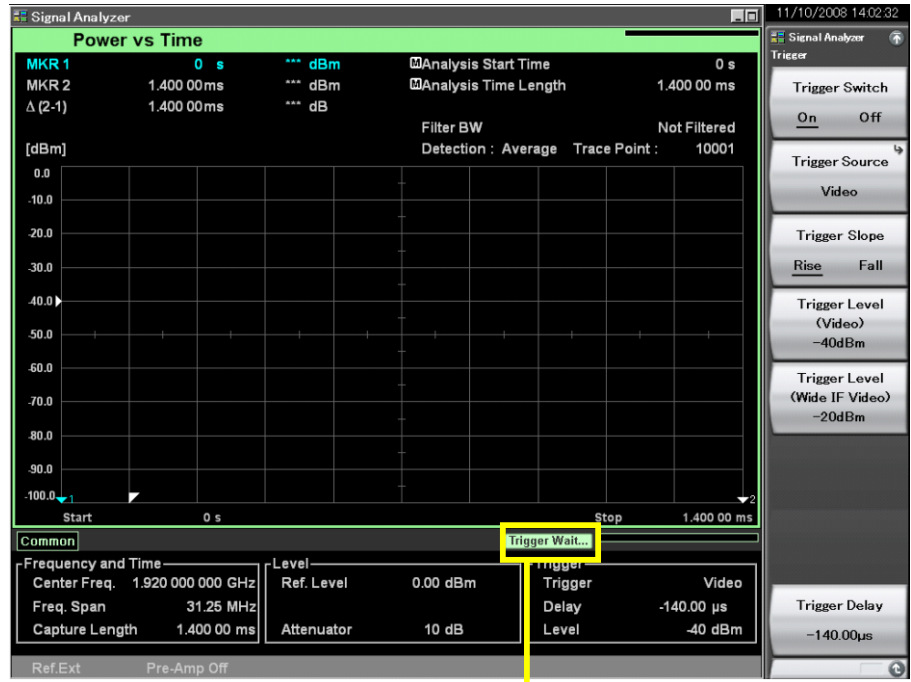 Signal Analyzer
11/10/2008 14:02:32
Power vs Time
MKR 1 0 s *** dBm
MKR 2 1.400 00 ms *** dBm
Δ (2-1) 1.400 00 ms *** dB
M Analysis Start Time 0 s
M Analysis Time Length 1.400 00 ms
Filter BW Not Filtered
Detection : Average Trace Point : 10001
[dBm]
0.0
-10.0
-20.0
-30.0
-40.0
-50.0
-60.0
-70.0
-80.0
-90.0
-100.0
1
2
Start 0 s Stop 1.400 00 ms
Common
Trigger Wait...
Frequency and Time
Center Freq. 1.920 000 000 GHz
Freq. Span 31.25 MHz
Capture Length 1.400 00 ms
Level
Ref. Level 0.00 dBm
Attenuator 10 dB
Trigger
Trigger Video
Delay -140.00 µs
Level -40 dBm
Ref.Ext Pre-Amp Off
Signal Analyzer
Trigger
Trigger Switch
On Off
Trigger Source
Video
Trigger Slope
Rise Fall
Trigger Level
(Video)
-40dBm
Trigger Level
(Wide IF Video)
-20dBm
Trigger Delay
-140.00µs